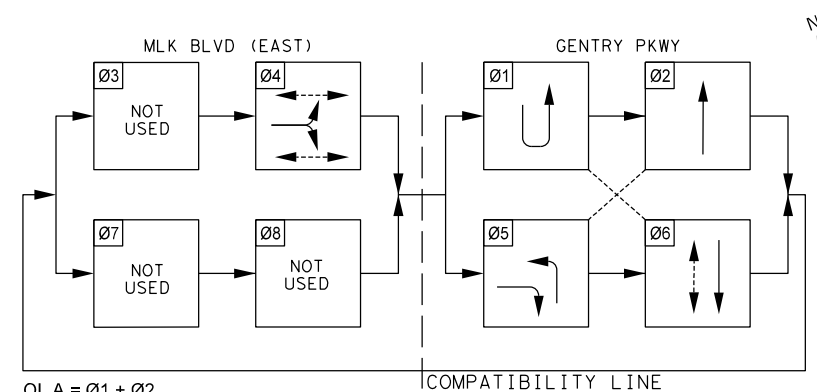 MLK BLVD (EAST)
GENTRY PKWY
N
Ø3
NOT
USED
Ø4
Ø1
Ø2
Ø7
NOT
USED
Ø8
NOT
USED
Ø5
Ø6
OL A = Ø1 + Ø2
COMPATIBILITY LINE